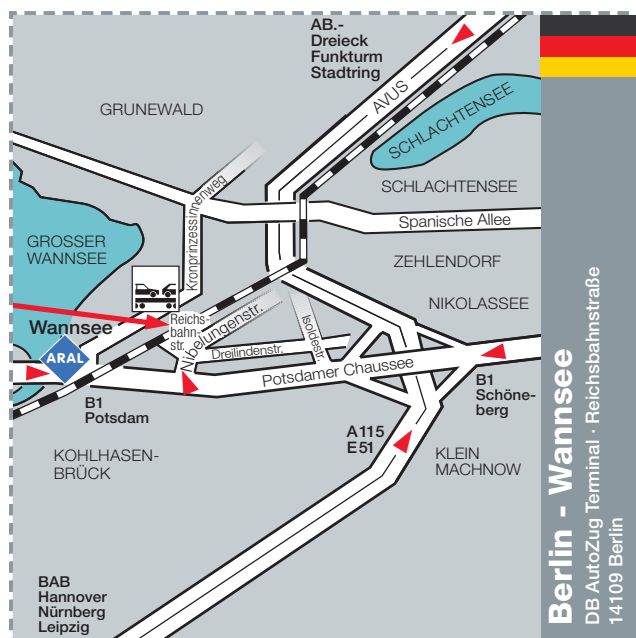 AB.-
Dreieck
Funkturm
Stadtring
AVUS
GRUNEWALD
SCHLACHTENSEE
SCHLACHTENSEE
Kronprinzessinnenweg
Spanische Allee
GROSSER
WANNSEE
ZEHLENDORF
NIKOLASSEE
Reichs-
bahn-
str.
Nibelungenstr.
Isoldestr.
Wannsee
ARAL
Dreilindenstr.
Potsdamer Chaussee
B1
Potsdam
B1
Schöne-
berg
A115
E51
KOHLHASEN-
BRÜCK
KLEIN
MACHNOW
BAB
Hannover
Nürnberg
Leipzig
Berlin - Wannsee
DB AutoZug Terminal · Reichsbahnstraße
14109 Berlin